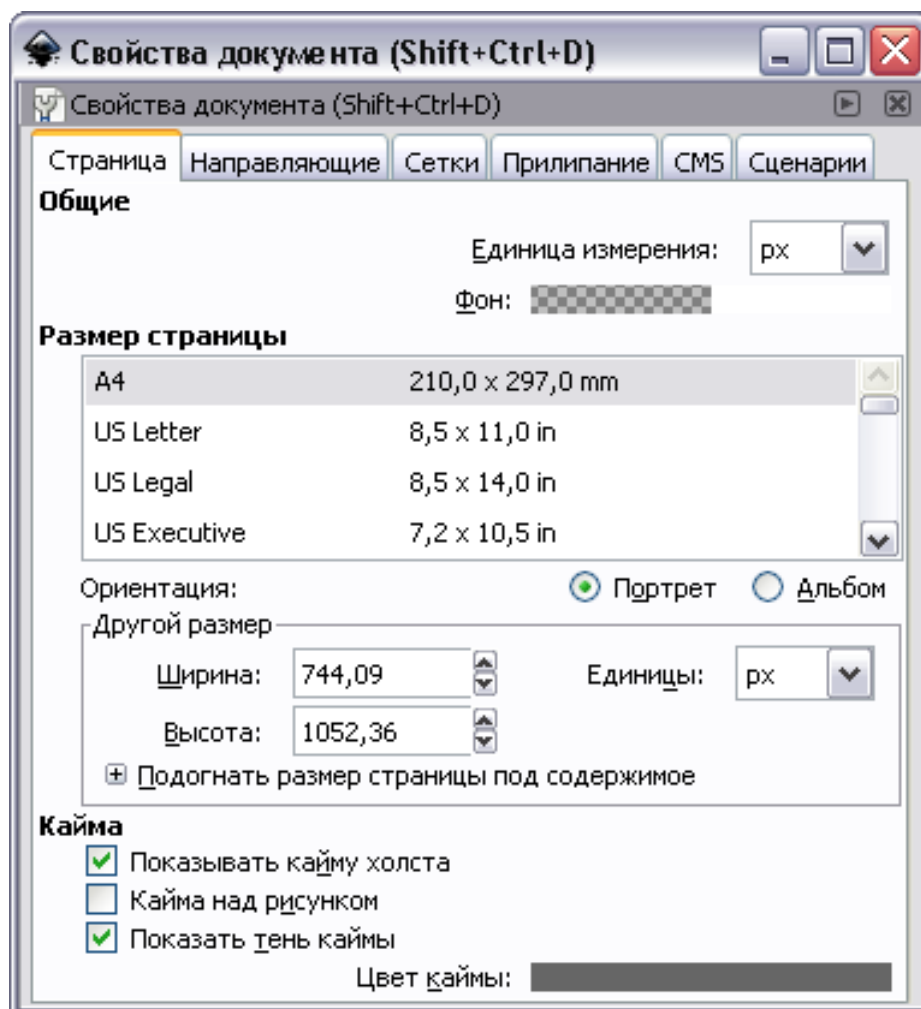 Свойства документа (Shift+Ctrl+D)
Свойства документа (Shift+Ctrl+D)
Страница Направляющие Сетки Прилипание CMS Сценарии
Общие
Единица измерения: px
Фон:
Размер страницы
A4 210,0 x 297,0 mm
US Letter 8,5 x 11,0 in
US Legal 8,5 x 14,0 in
US Executive 7,2 x 10,5 in
Ориентация: Портрет Альбом
Другой размер
Ширина: 744,09 Единицы: px
Высота: 1052,36
Подогнать размер страницы под содержимое
Кайма
Показывать кайму холста
Кайма над рисунком
Показать тень каймы
Цвет каймы: